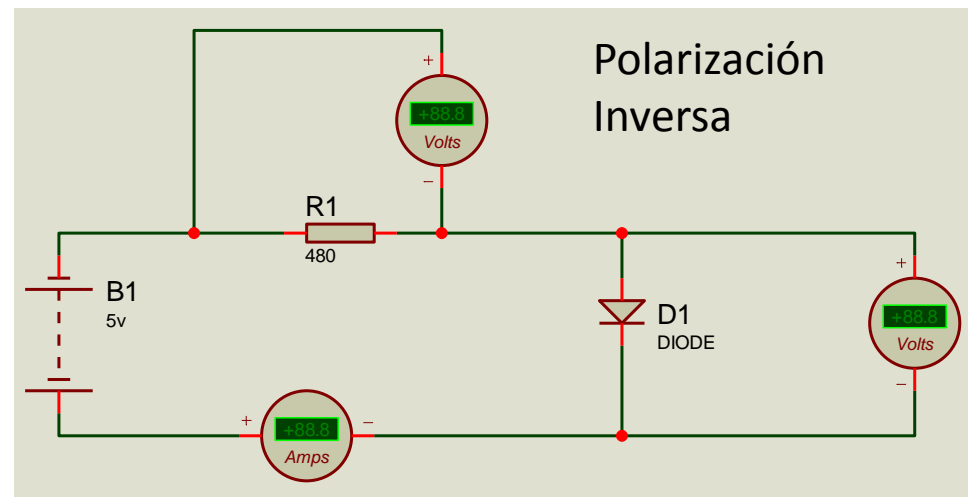 Polarización
Inversa
+
+88.8
Volts
−
R1
480
B1
5v
D1
DIODE
+
+88.8
Volts
−
+
−
+88.8
Amps